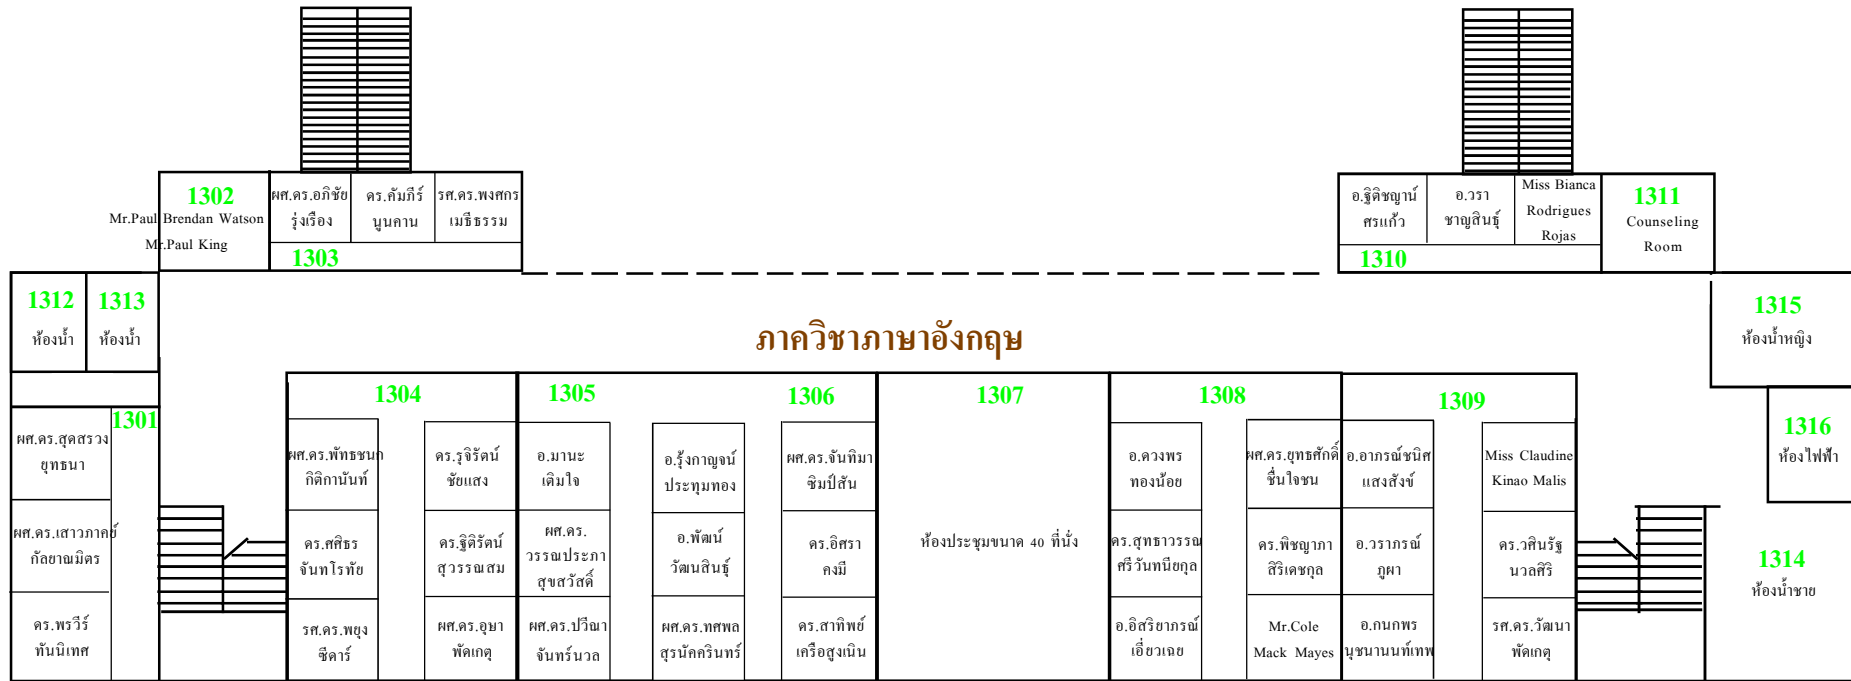 1302
Mr.Paul Brendan Watson
Mr.Paul King
ผศ.ดร.อภิชัย
รุ่งเรือง
ดร.คัมภีร์
นูนคาน
รศ.ดร.พงศกร
เมธีธรรม
1303
อ.ฐิติชญาน์
ศรแก้ว
อ.วรา
ชาญสินธุ์
Miss Bianca
Rodrigues
Rojas
1310
1311
Counseling
Room
1312
ห้องน้ำ
1313
ห้องน้ำ
ภาควิชาภาษาอังกฤษ
1315
ห้องน้ำหญิง
1301
ผศ.ดร.สุดสรวง
ยุทธนา
ผศ.ดร.เสาวภาคย์
กัลยาณมิตร
ดร.พรวีร์
ทันนิเทศ
1304
ผศ.ดร.พัทธชนก
กิติกานันท์
ดร.ศศิธร
จันทโรทัย
รศ.ดร.พยุง
ซีดาร์
ดร.รุจิรัตน์
ชัยแสง
ดร.ฐิติรัตน์
สุวรรณสม
ผศ.ดร.อุษา
พัดเกตุ
1305
อ.มานะ
เติมใจ
ผศ.ดร.
วรรณประภา
สุขสวัสดิ์
ผศ.ดร.ปวีณา
จันทร์นวล
อ.รุ้งกาญจน์
ประทุมทอง
อ.พัฒน์
วัฒนสินธุ์
ผศ.ดร.ทศพล
สุรนัคครินทร์
1306
ผศ.ดร.จันทิมา
ซิมป์สัน
ดร.อิศรา
คงมี
ดร.สาทิพย์
เครือสูงเนิน
1307
ห้องประชุมขนาด 40 ที่นั่ง
1308
อ.ดวงพร
ทองน้อย
ดร.สุทธาวรรณ
ศรีวันทนียกุล
อ.อิสริยาภรณ์
เอี่ยวเฉย
ผศ.ดร.ยุทธศักดิ์
ชื่นใจชน
ดร.พิชญาภา
สิริเดชกุล
Mr.Cole
Mack Mayes
1309
อ.อาภรณ์ชนิศ
แสงสังข์
อ.วราภรณ์
ภูผา
อ.กนกพร
นุชนานนท์เทพ
Miss Claudine
Kinao Malis
ดร.วศินรัฐ
นวลศิริ
รศ.ดร.วัฒนา
พัดเกตุ
1316
ห้องไฟฟ้า
1314
ห้องน้ำชาย